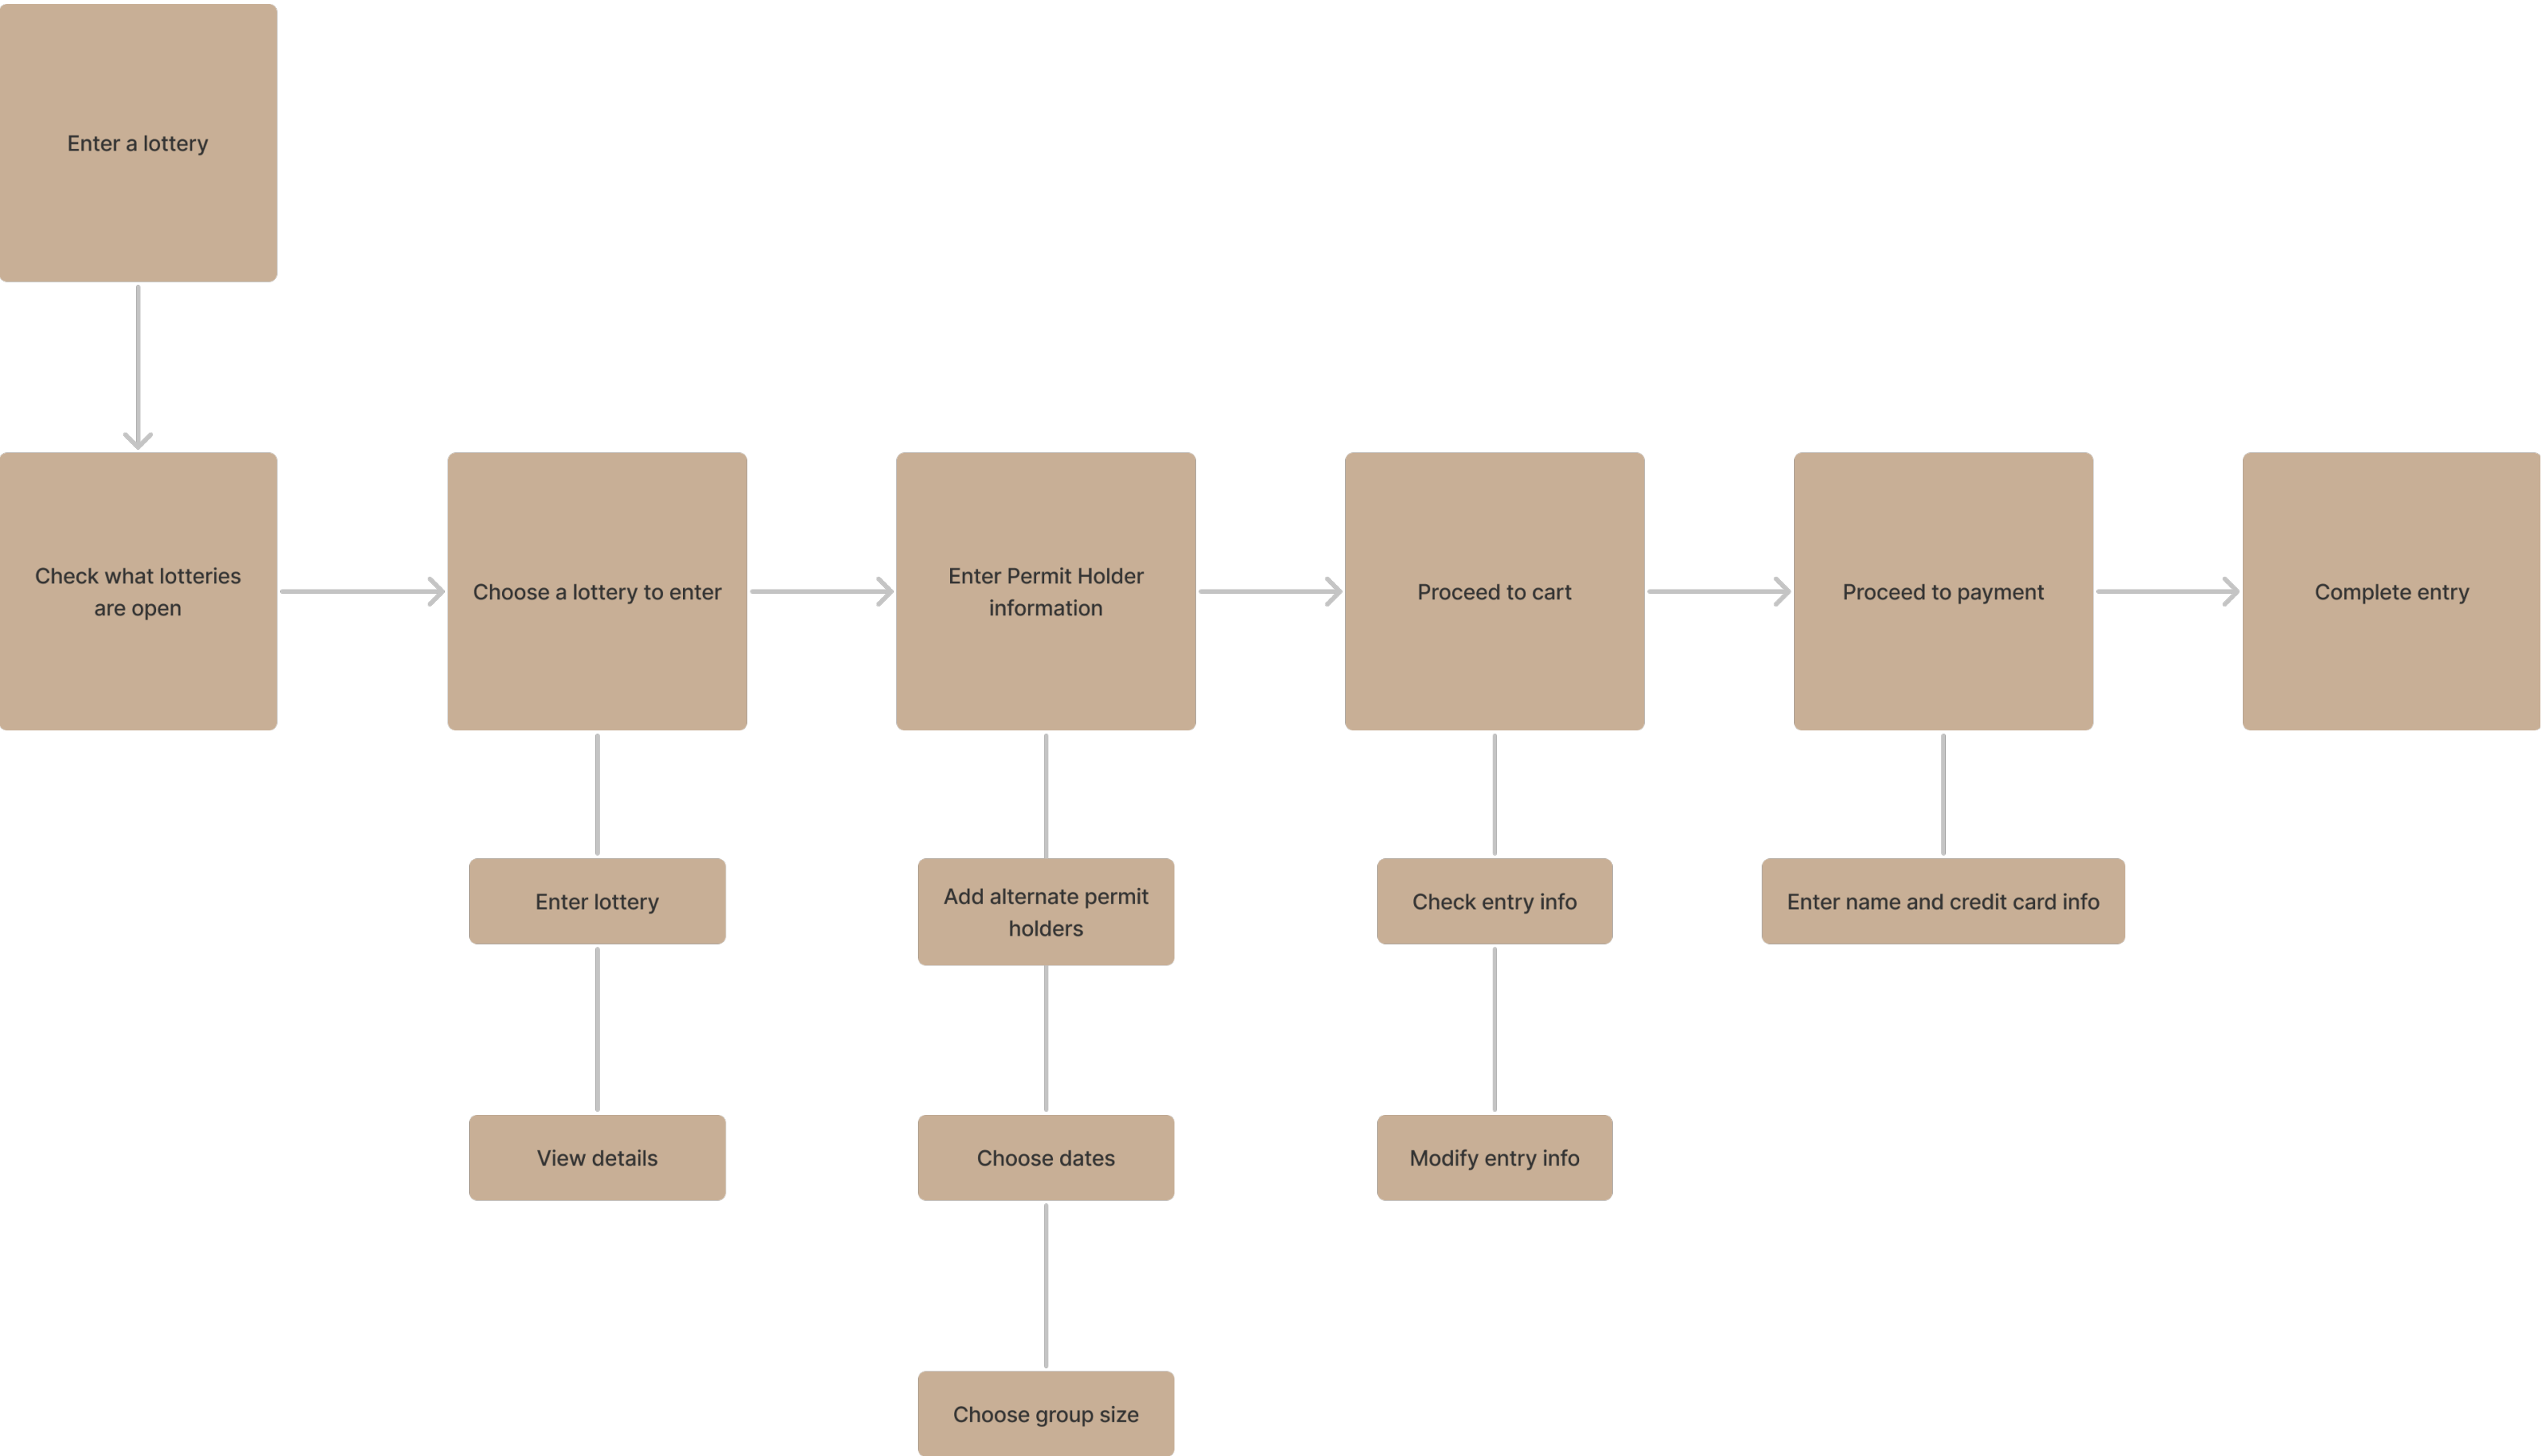 Enter a lottery
Check what lotteries
are open
Choose a lottery to enter
Enter Permit Holder
information
Proceed to cart
Proceed to payment
Complete entry
Enter lottery
Add alternate permit
holders
Check entry info
Enter name and credit card info
View details
Choose dates
Modify entry info
Choose group size